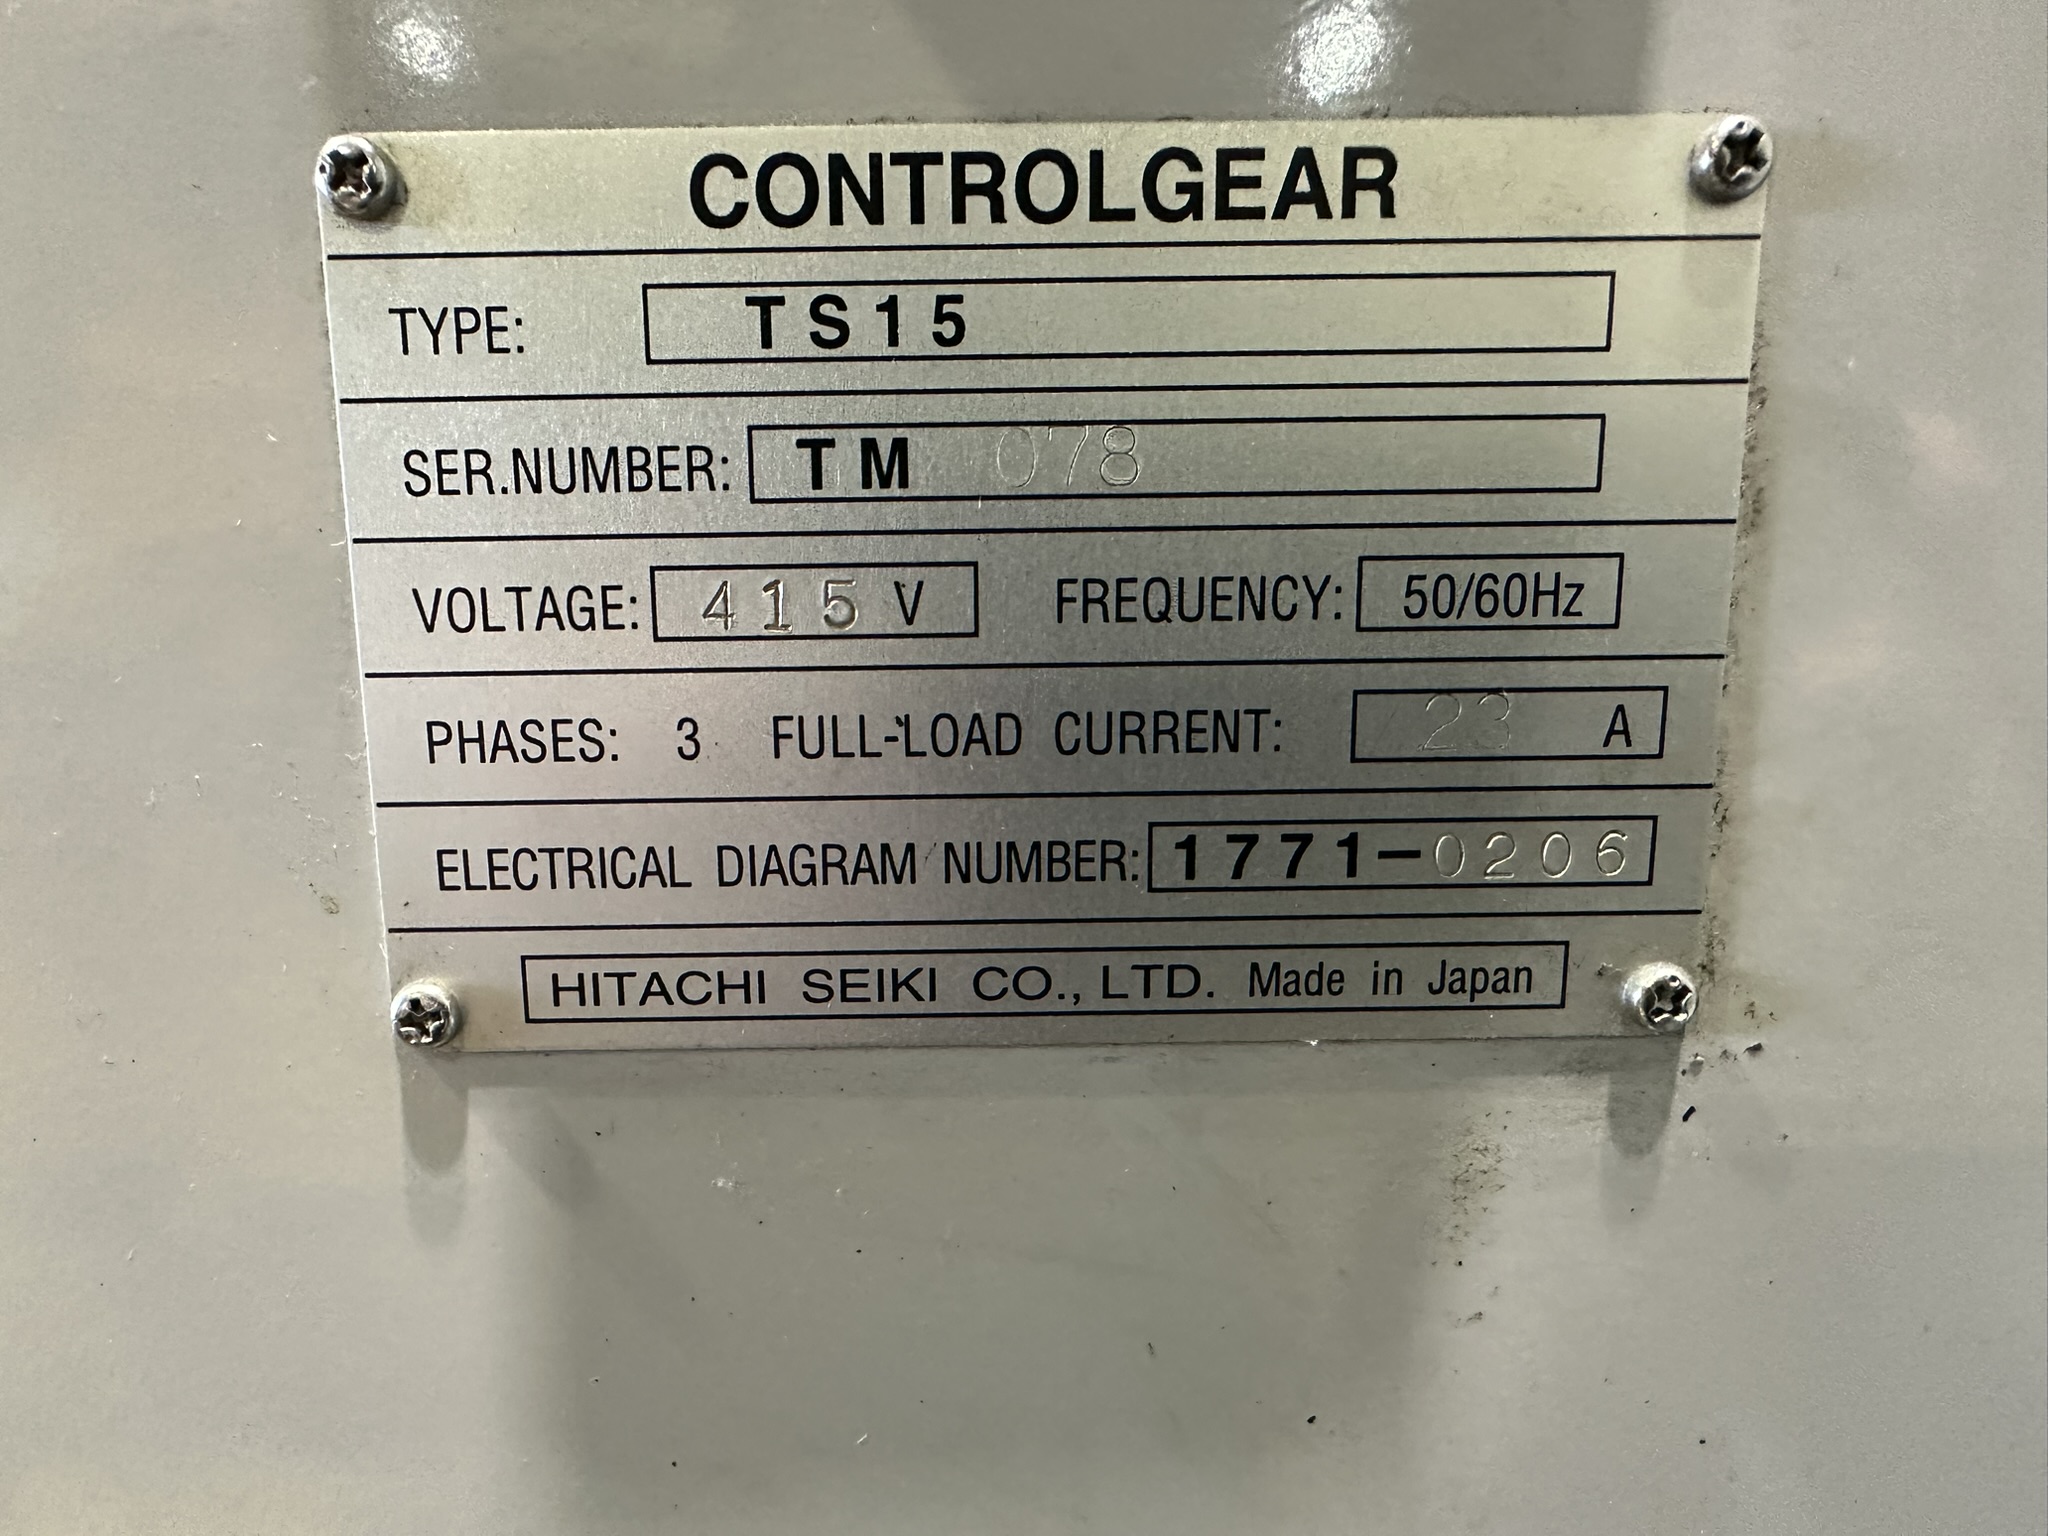 CONTROLGEAR
TYPE: TS15
SER.NUMBER: TM 078
VOLTAGE: 415 V FREQUENCY: 50/60Hz
PHASES: 3 FULL-LOAD CURRENT: 23 A
ELECTRICAL DIAGRAM NUMBER: 1771-0206
HITACHI SEIKI CO., LTD. Made in Japan